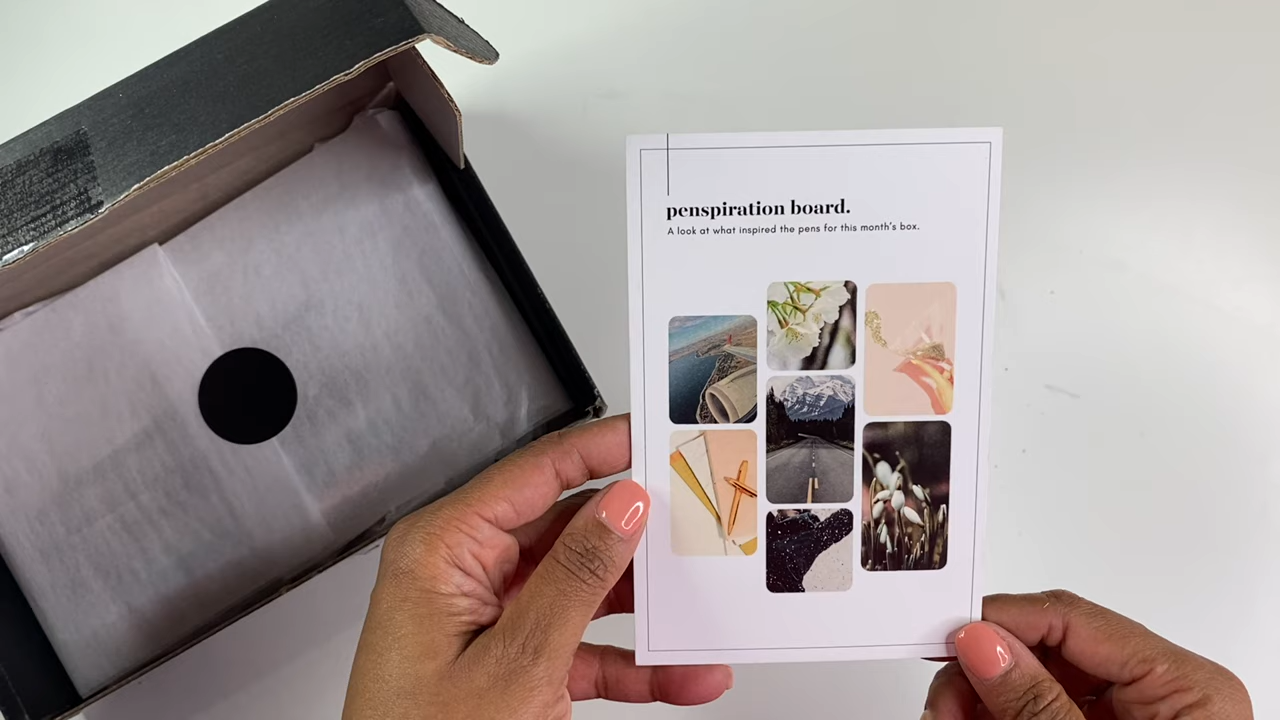 penspiration board.
A look at what inspired the pens for this month's box.